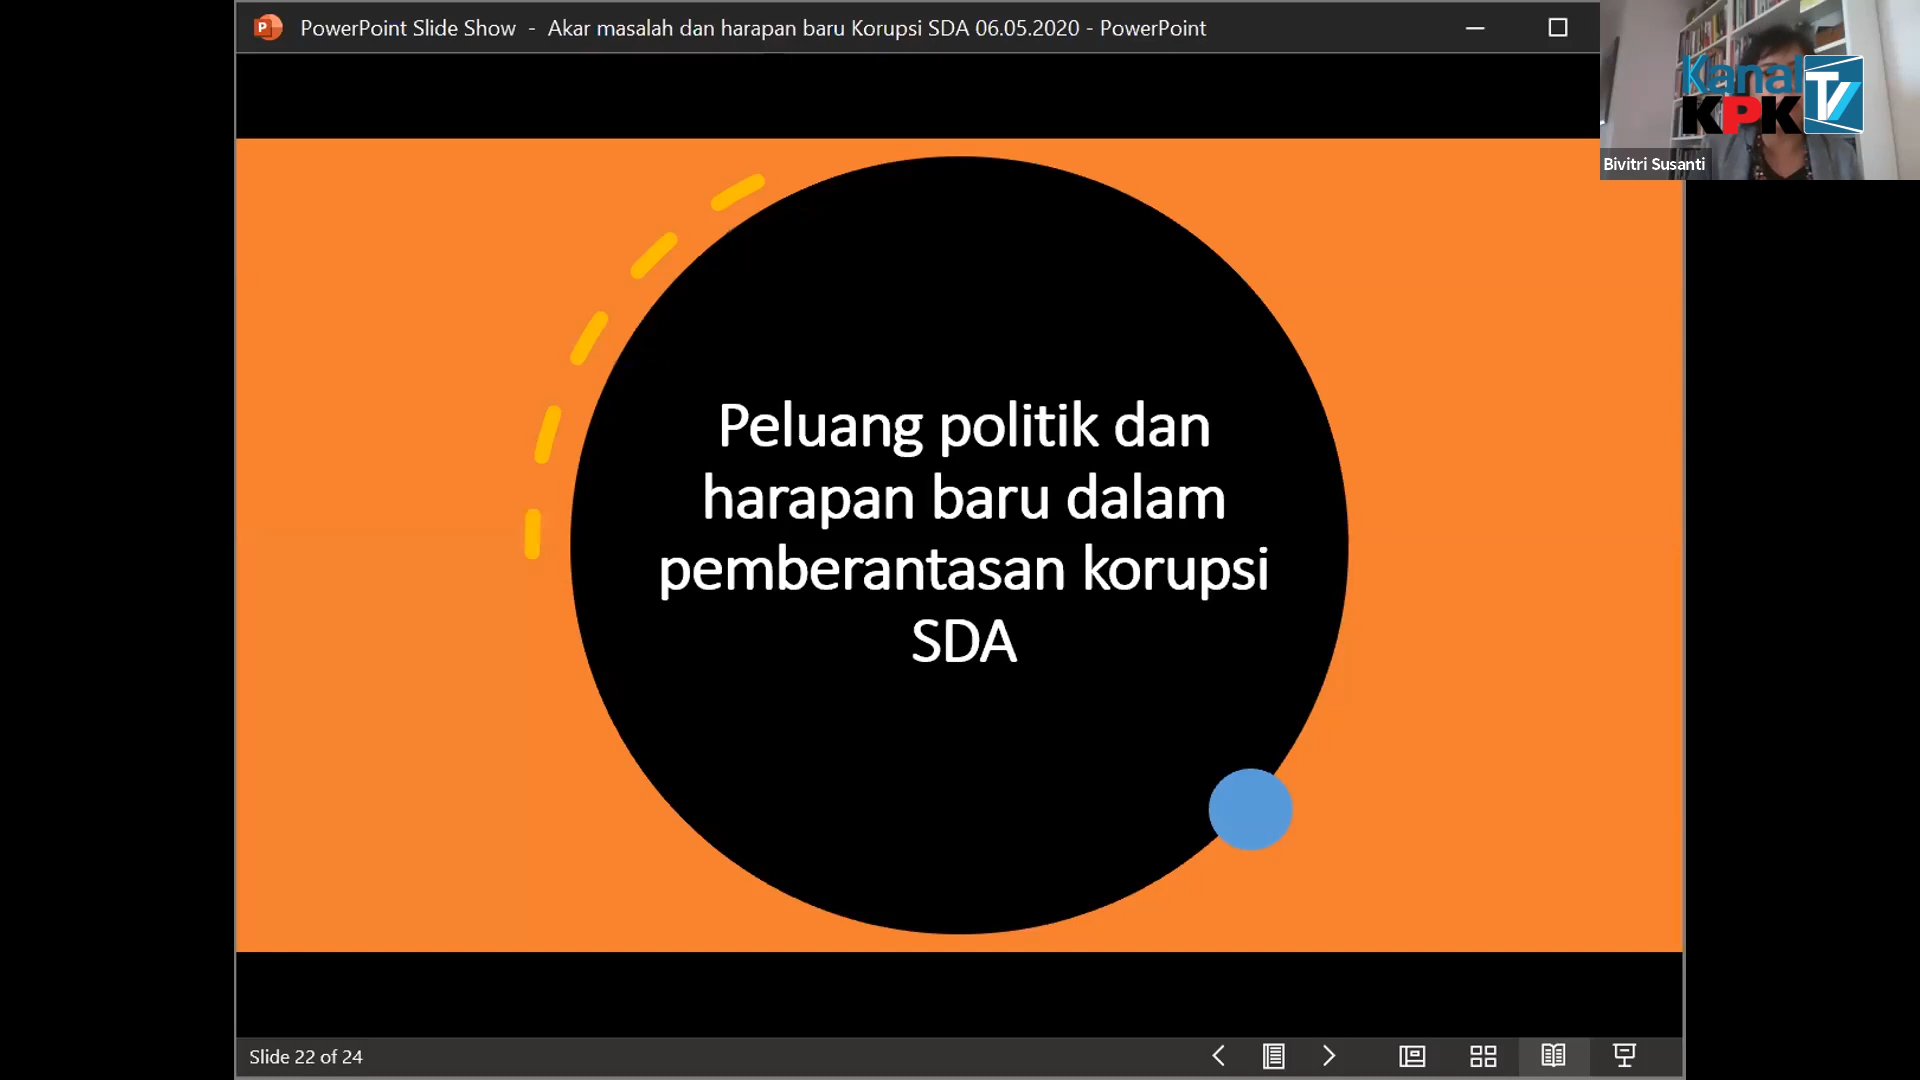 PowerPoint Slide Show - Akar masalah dan harapan baru Korupsi SDA 06.05.2020 - PowerPoint
Kanal
KPK TV
Bivitri Susanti
Peluang politik dan
harapan baru dalam
pemberantasan korupsi
SDA
Slide 22 of 24